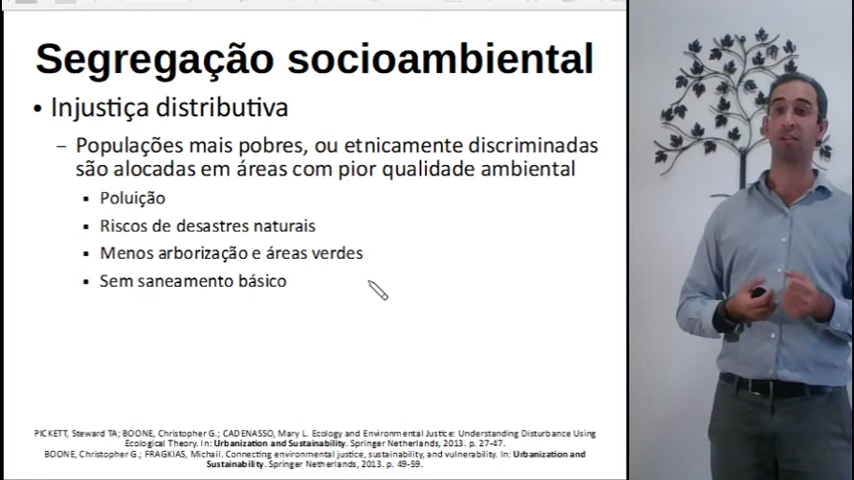 Segregação socioambiental
• Injustiça distributiva
– Populações mais pobres, ou etnicamente discriminadas
são alocadas em áreas com pior qualidade ambiental
▪ Poluição
▪ Riscos de desastres naturais
▪ Menos arborização e áreas verdes
▪ Sem saneamento básico
PICKETT, Steward TA; BOONE, Christopher G.; CADENASSO, Mary L. Ecology and Environmental Justice: Understanding Disturbance Using
Ecological Theory. In: Urbanization and Sustainability. Springer Netherlands, 2013. p. 27-47.
BOONE, Christopher G.; FRAGKIAS, Michail. Connecting environmental justice, sustainability, and vulnerability. In: Urbanization and
Sustainability. Springer Netherlands, 2013. p. 49-59.